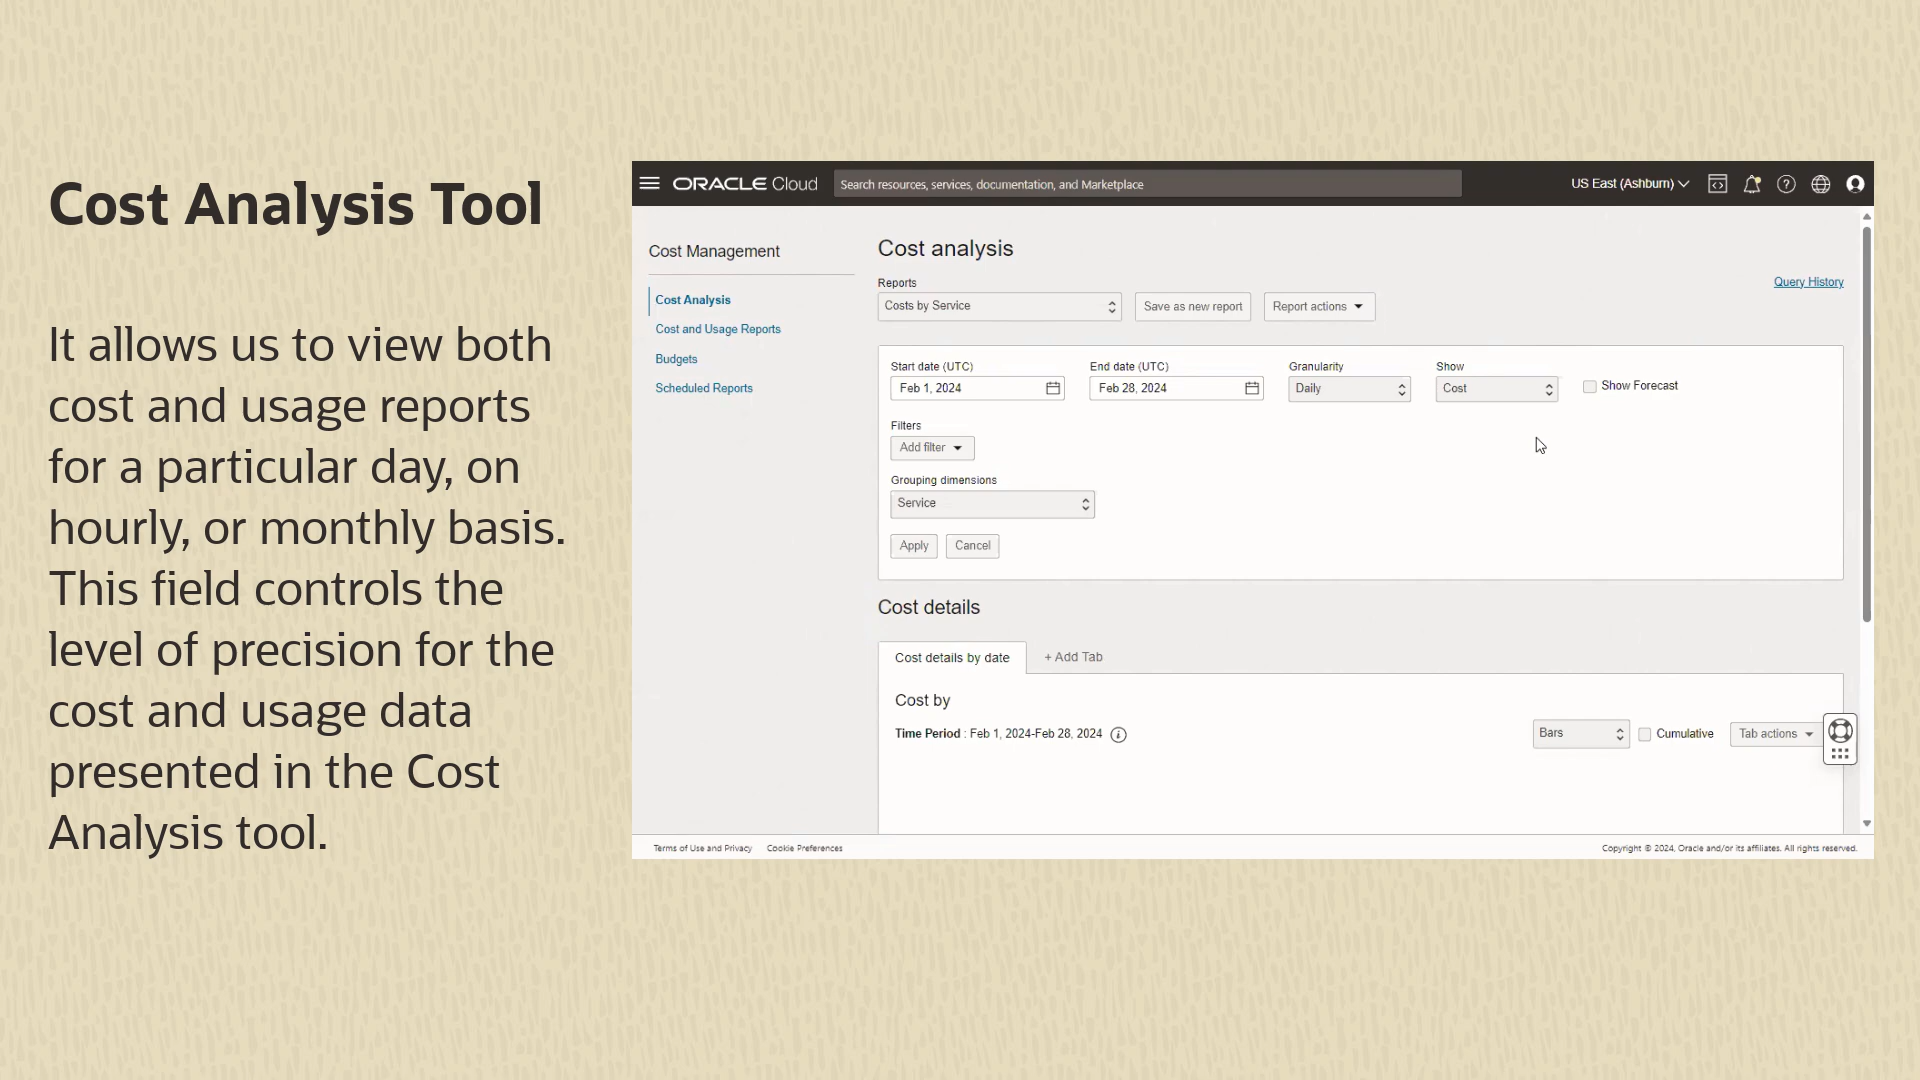 Cost Analysis Tool
It allows us to view both
cost and usage reports
for a particular day, on
hourly, or monthly basis.
This field controls the
level of precision for the
cost and usage data
presented in the Cost
Analysis tool.
ORACLE Cloud
Search resources, services, documentation, and Marketplace
US East (Ashburn)
Cost Management
Cost Analysis
Cost and Usage Reports
Budgets
Scheduled Reports
Cost analysis
Reports
Query History
Costs by Service
Save as new report
Report actions
Start date (UTC)
End date (UTC)
Granularity
Show
Feb 1, 2024
Feb 28, 2024
Daily
Cost
Show Forecast
Filters
Add filter
Grouping dimensions
Service
Apply
Cancel
Cost details
Cost details by date
+ Add Tab
Cost by
Time Period : Feb 1, 2024-Feb 28, 2024
Bars
Cumulative
Tab actions
Terms of Use and Privacy
Cookie Preferences
Copyright © 2024, Oracle and/or its affiliates. All rights reserved.